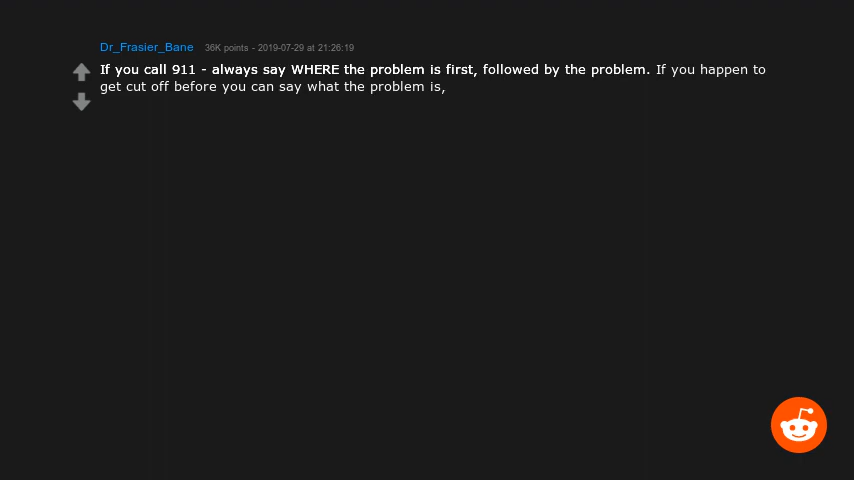 Dr_Frasier_Bane 36K points - 2019-07-29 at 21:26:19
If you call 911 - always say WHERE the problem is first, followed by the problem. If you happen to
get cut off before you can say what the problem is,